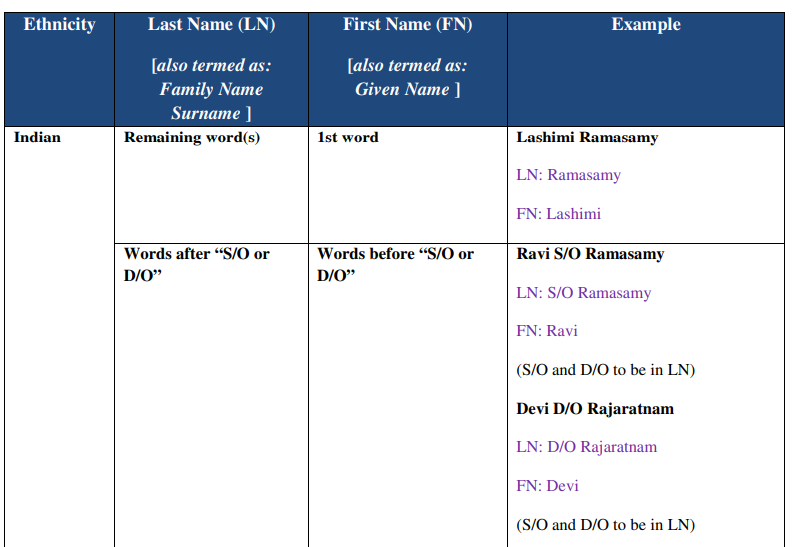 Ethnicity
Last Name (LN)
[also termed as:
Family Name
Surname ]
First Name (FN)
[also termed as:
Given Name ]
Example
Indian
Remaining word(s)
1st word
Lashimi Ramasamy
LN: Ramasamy
FN: Lashimi
Words after “S/O or
D/O”
Words before “S/O or
D/O”
Ravi S/O Ramasamy
LN: S/O Ramasamy
FN: Ravi
(S/O and D/O to be in LN)
Devi D/O Rajaratnam
LN: D/O Rajaratnam
FN: Devi
(S/O and D/O to be in LN)